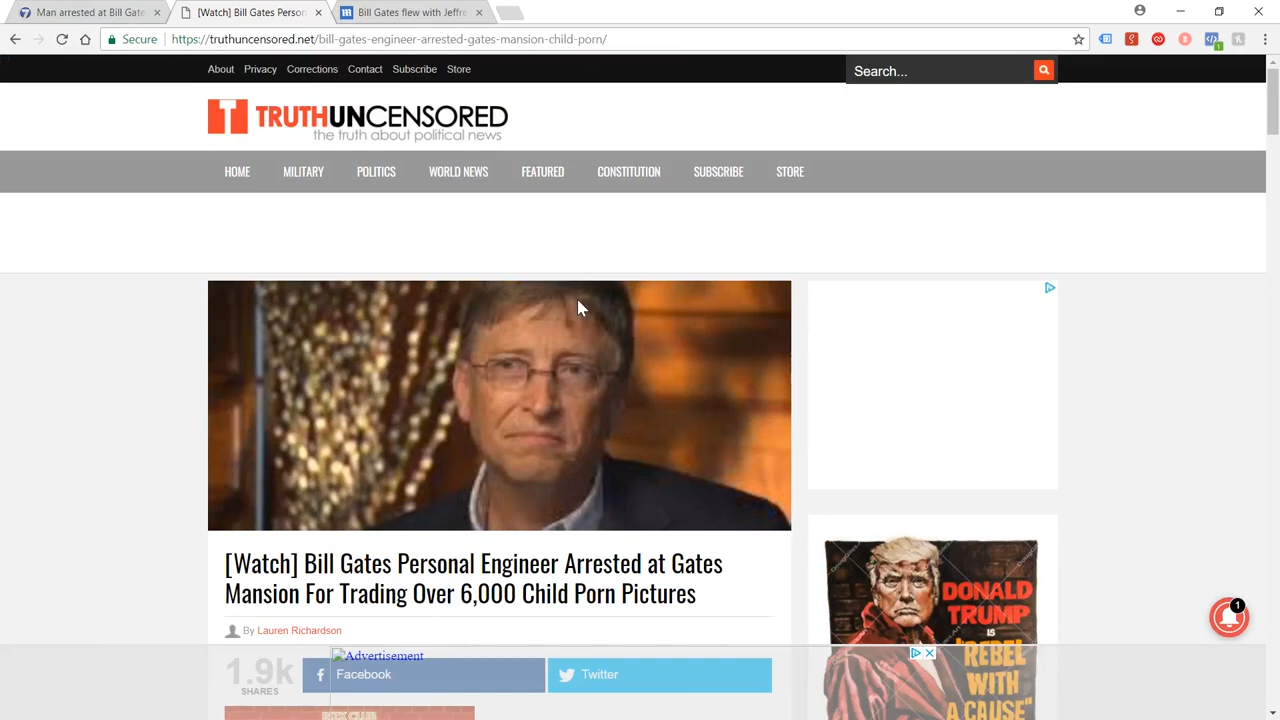 Man arrested at Bill Gate
[Watch] Bill Gates Person
Bill Gates flew with Jeffre
Secure
https://truthuncensored.net/bill-gates-engineer-arrested-gates-mansion-child-porn/
1
About Privacy Corrections Contact Subscribe Store
Search...
T TRUTHUNCENSORED
the truth about political news
HOME MILITARY POLITICS WORLD NEWS FEATURED CONSTITUTION SUBSCRIBE STORE
[Watch] Bill Gates Personal Engineer Arrested at Gates
Mansion For Trading Over 6,000 Child Porn Pictures
By Lauren Richardson
1.9k
SHARES
Advertisement
Facebook
Twitter
DONALD
TRUMP
IS
"REBEL
WITH
A CAUSE"
1